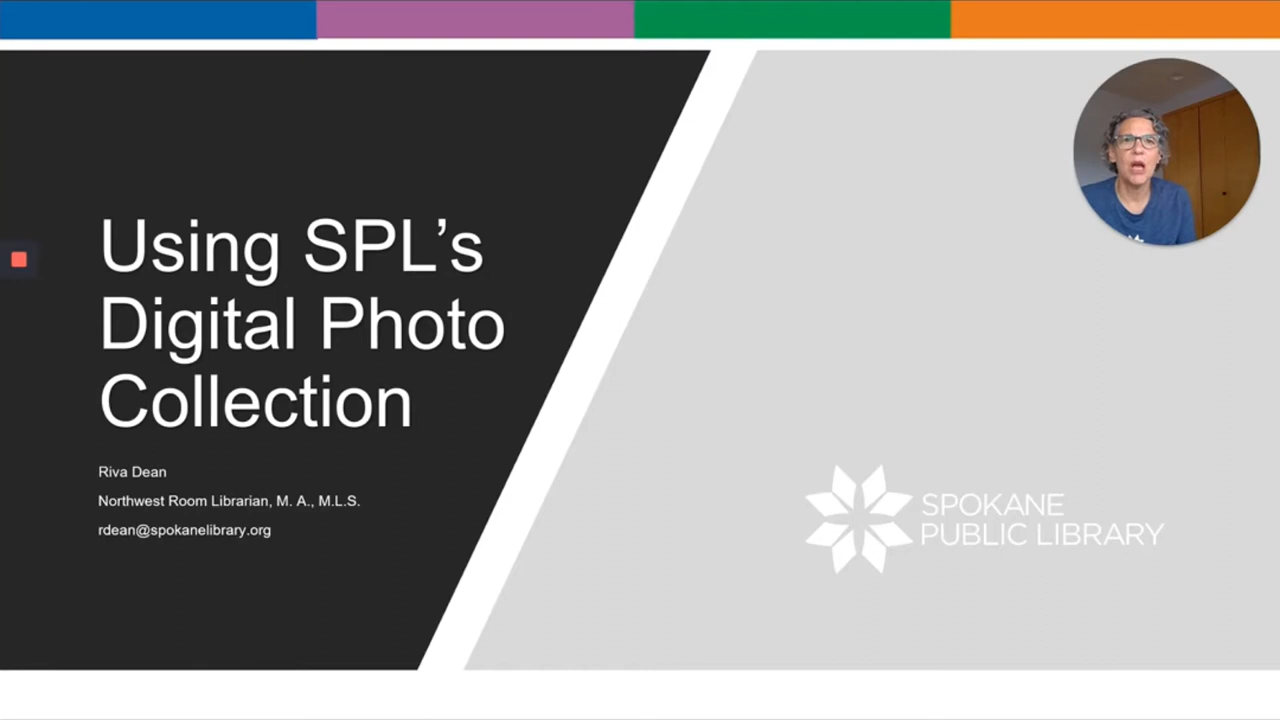 Using SPL’s
Digital Photo
Collection
Riva Dean
Northwest Room Librarian, M. A., M.L.S.
rdean@spokanelibrary.org
SPOKANE
PUBLIC LIBRARY